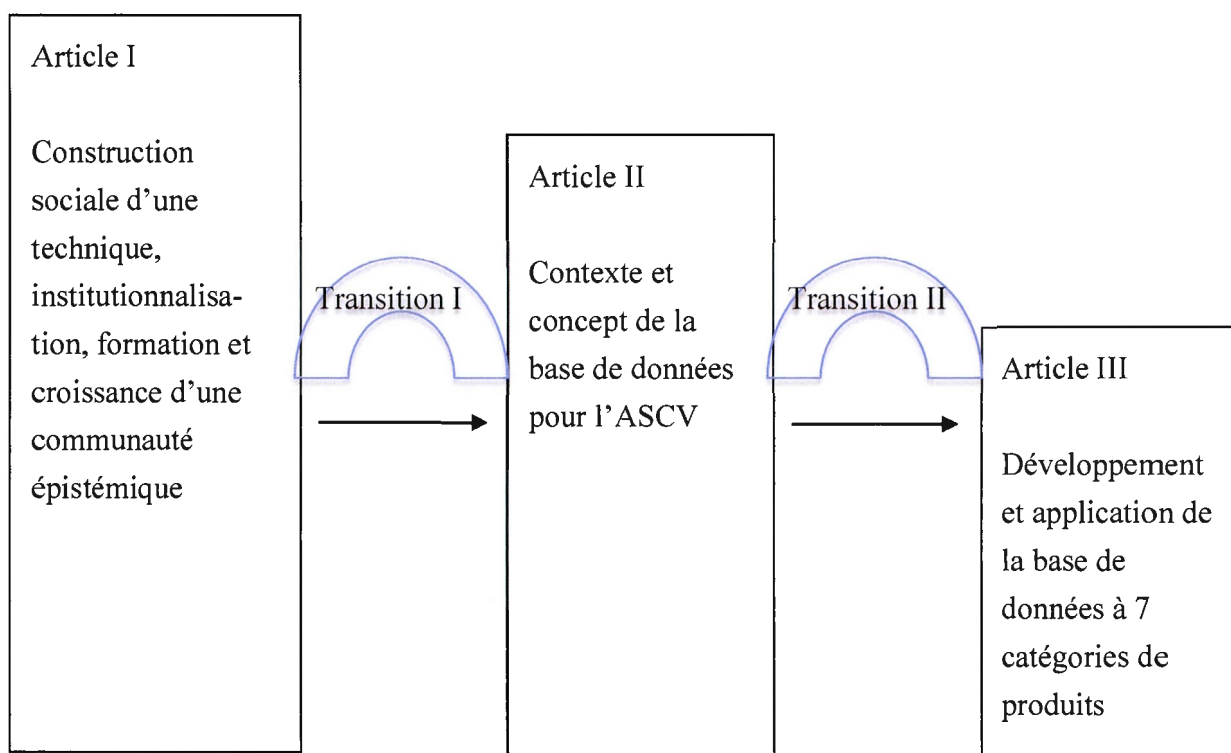 Article I
Construction
sociale d’une
technique,
institutionnalisa-
tion, formation et
croissance d’une
communauté
épistémique
Transition I
Article II
Contexte et
concept de la
base de données
pour l’ASCV
Transition II
Article III
Développement
et application de
la base de
données à 7
catégories de
produits